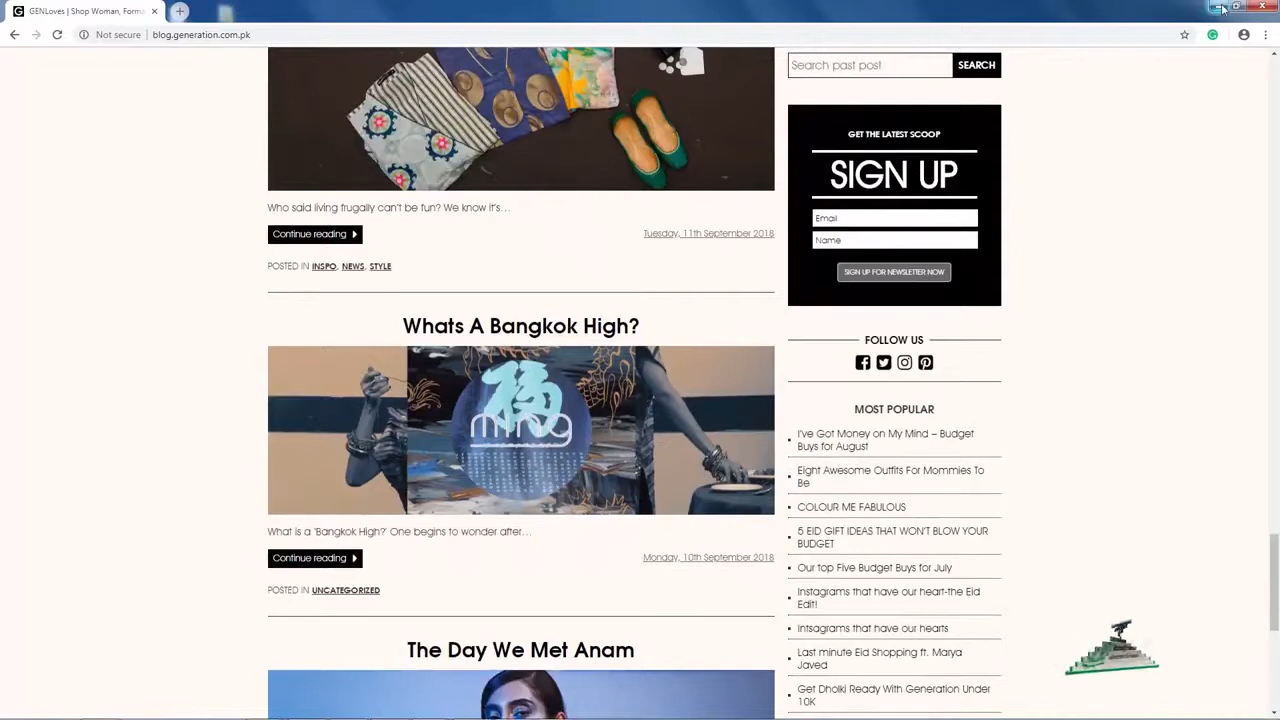 GENLoves | Shop Woman, Forma
Not secure
blog.generation.com.pk
Who said living frugally can't be fun? We know it's…
Continue reading
Tuesday, 11th September 2018
POSTED IN INSPO, NEWS, STYLE
Whats A Bangkok High?
福
ming
What is a 'Bangkok High?' One begins to wonder after…
Continue reading
Monday, 10th September 2018
POSTED IN UNCATEGORIZED
The Day We Met Anam
Search past post
SEARCH
GET THE LATEST SCOOP
SIGN UP
Email
Name
SIGN UP FOR NEWSLETTER NOW
FOLLOW US
MOST POPULAR
I've Got Money on My Mind – Budget
Buys for August
Eight Awesome Outfits For Mommies To
Be
COLOUR ME FABULOUS
5 EID GIFT IDEAS THAT WON'T BLOW YOUR
BUDGET
Our top Five Budget Buys for July
Instagrams that have our heart-the Eid
Edit!
Intsagrams that have our hearts
Last minute Eid Shopping ft. Marya
Javed
Get Dholki Ready With Generation Under
10K